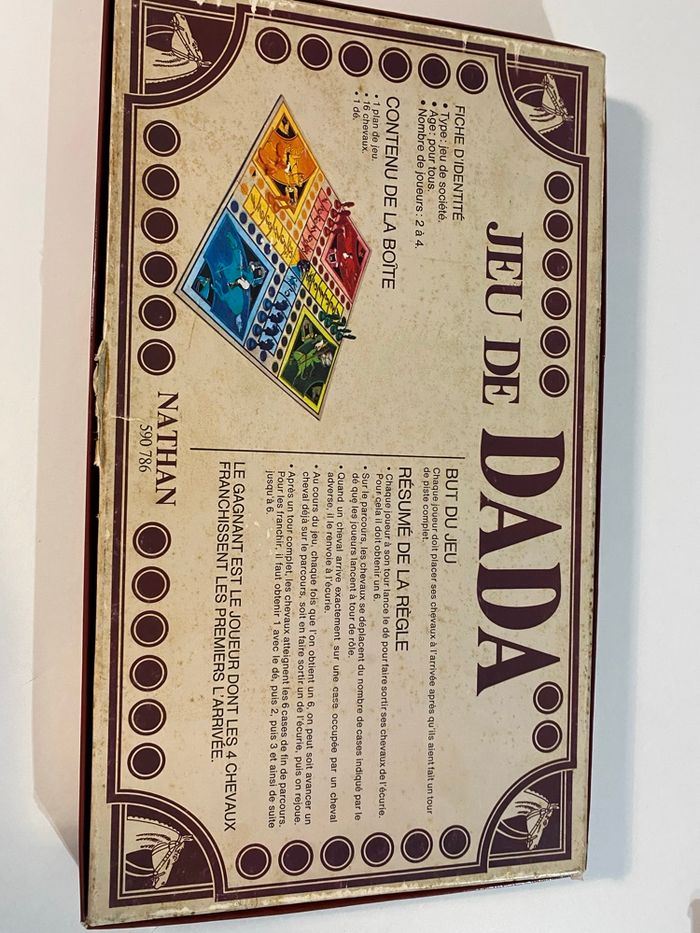 JEU DE DADA
FICHE D'IDENTITÉ
• Type : jeu de société.
• Age : pour tous.
• Nombre de joueurs : 2 à 4.
CONTENU DE LA BOÎTE
• 1 plan de jeu.
• 16 chevaux.
• 1 dé.
BUT DU JEU
Chaque joueur doit placer ses chevaux à l'arrivée après qu'ils aient fait un tour
de piste complet.
RÉSUMÉ DE LA RÈGLE
• Chaque joueur à son tour lance le dé pour faire sortir ses chevaux de l'écurie.
Pour cela il doit obtenir un 6.
• Sur le parcours, les chevaux se déplacent du nombre de cases indiqué par le
dé que les joueurs lancent à tour de rôle.
• Quand un cheval arrive exactement sur une case occupée par un cheval
adverse, il le renvoie à l'écurie.
• Au cours du jeu, chaque fois que l'on obtient un 6, on peut soit avancer un
cheval déjà sur le parcours, soit en faire sortir un de l'écurie, puis on rejoue.
• Après un tour complet, les chevaux atteignent les 6 cases de fin de parcours.
Pour les franchir, il faut obtenir 1 avec le dé, puis 2, puis 3 et ainsi de suite
jusqu'à 6.
LE GAGNANT EST LE JOUEUR DONT LES 4 CHEVAUX
FRANCHISSENT LES PREMIERS L'ARRIVÉE.
NATHAN
590 786